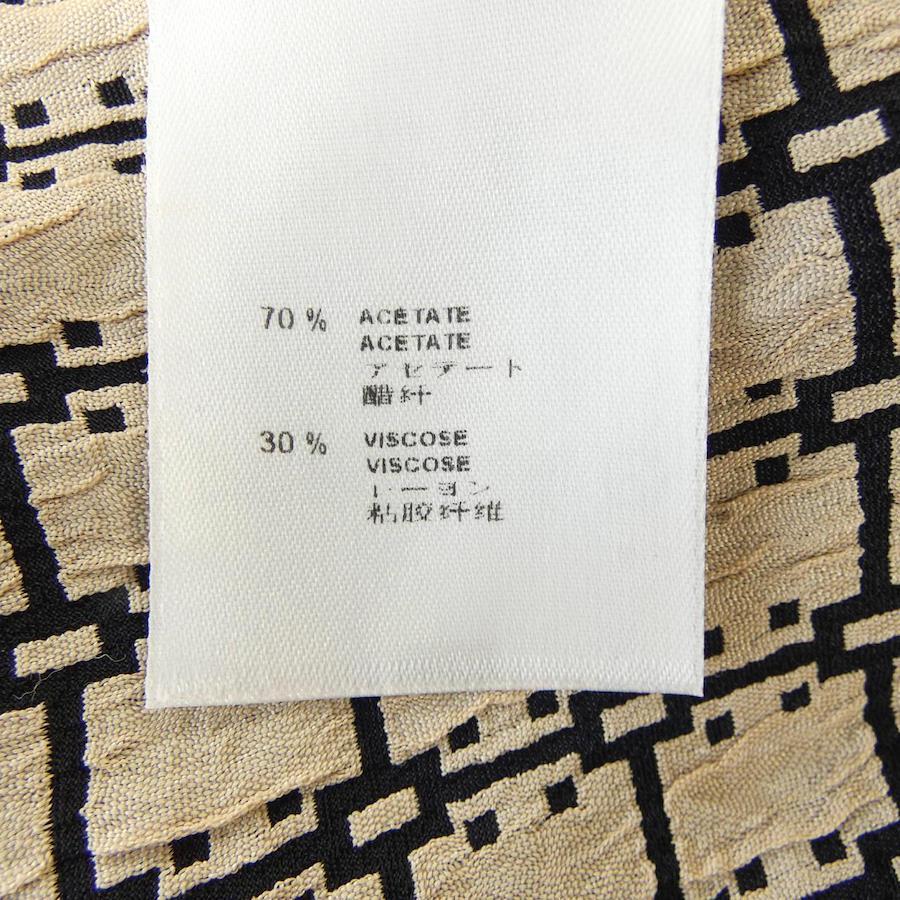 70 % ACETATE
ACETATE
アセテート
醋纤
30 % VISCOSE
VISCOSE
レーヨン
粘胶纤维